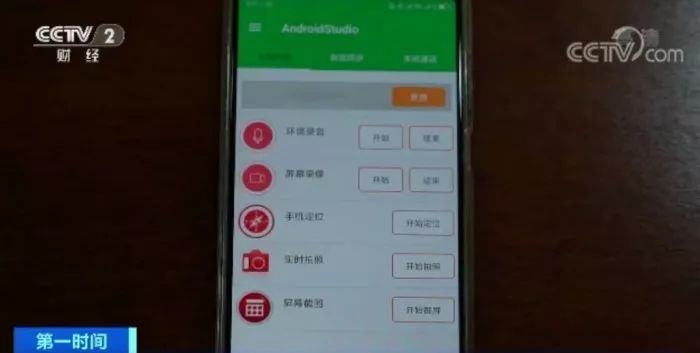 CCTV 2
财经
CCTV.com
AndroidStudio
环境录音 开始 结束
屏幕录像 开始 结束
手机定位 开始定位
实时拍照 开始拍照
屏幕截图 开始截屏
第一时间